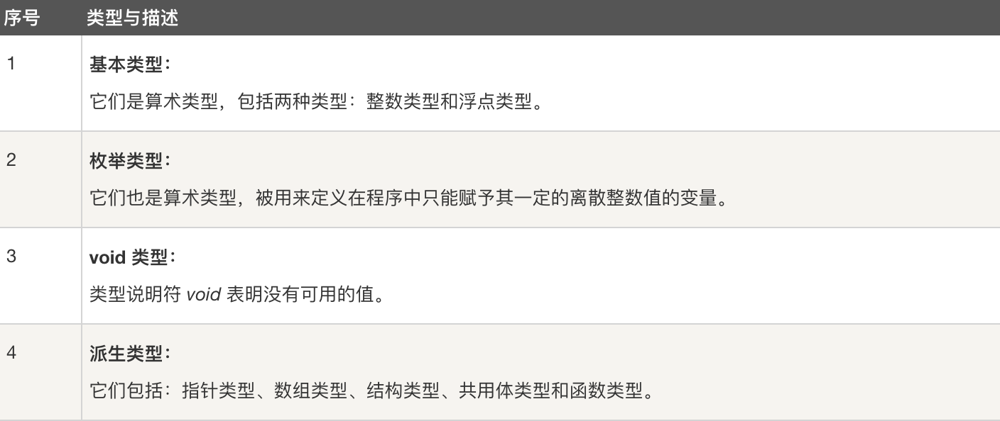 序号 类型与描述
1 基本类型：
它们是算术类型，包括两种类型：整数类型和浮点类型。
2 枚举类型：
它们也是算术类型，被用来定义在程序中只能赋予其一定的离散整数值的变量。
3 void 类型：
类型说明符 void 表明没有可用的值。
4 派生类型：
它们包括：指针类型、数组类型、结构类型、共用体类型和函数类型。